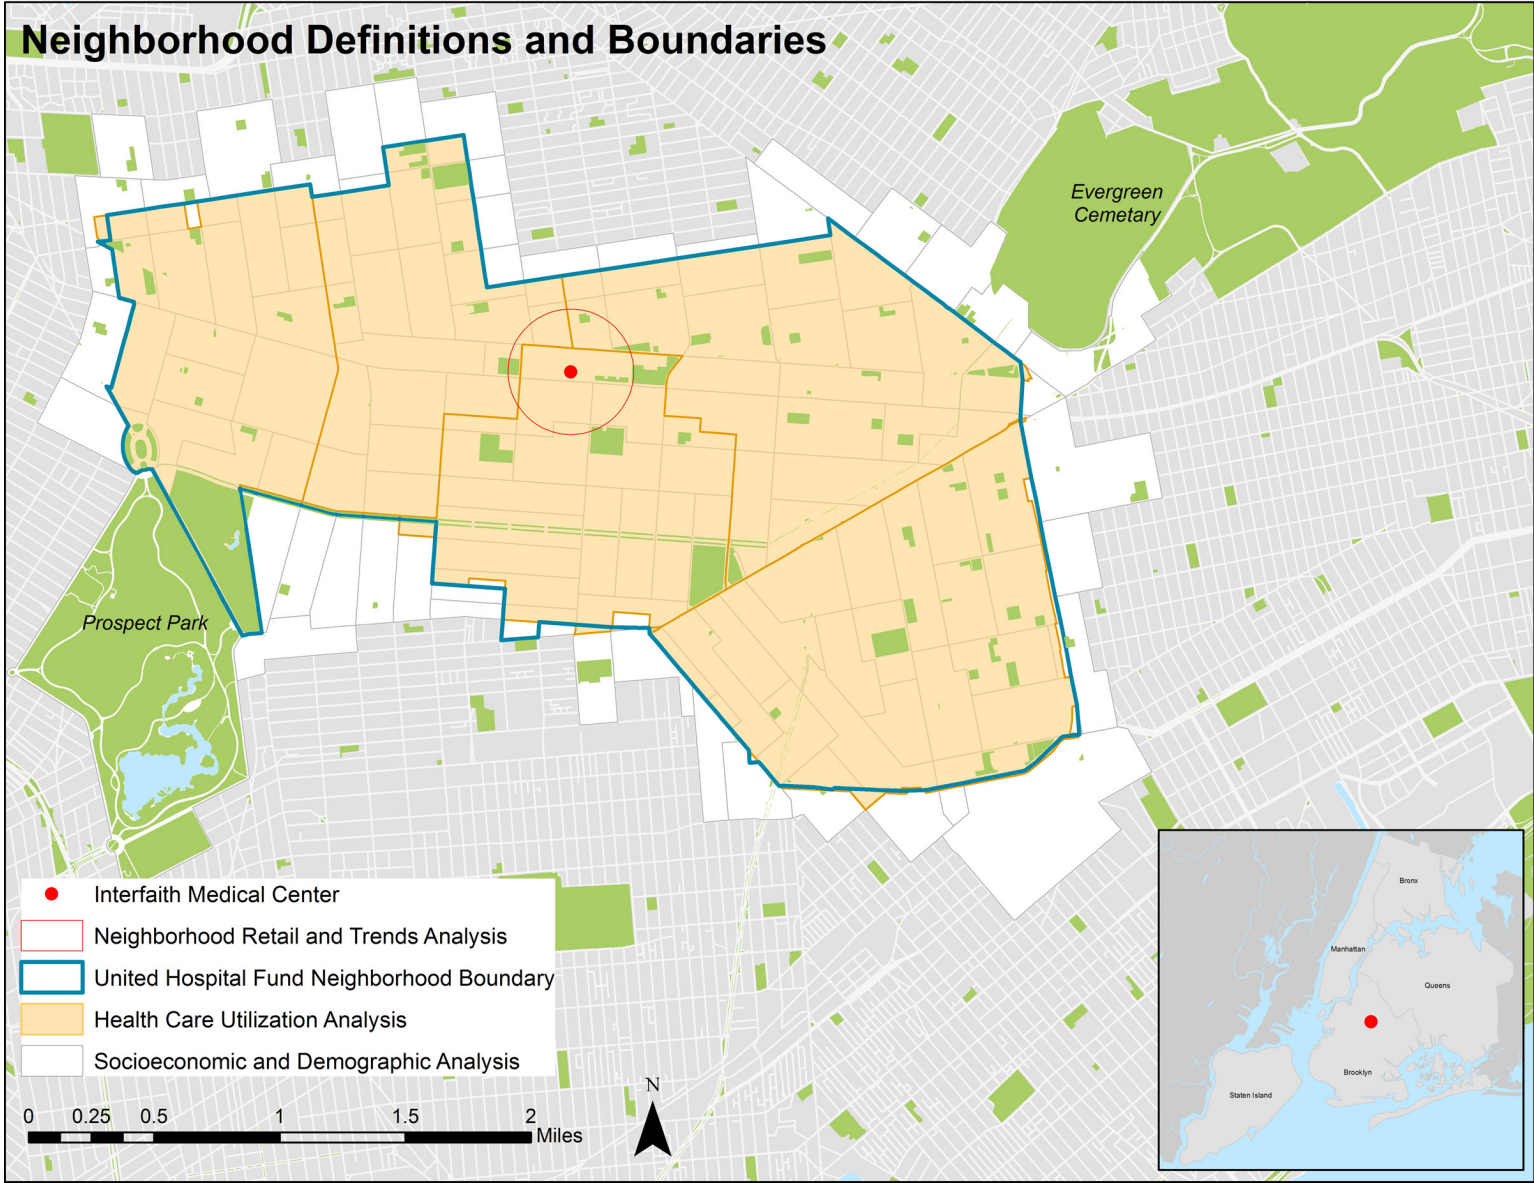 Neighborhood Definitions and Boundaries
Evergreen
Cemetary
Prospect Park
Interfaith Medical Center
Neighborhood Retail and Trends Analysis
United Hospital Fund Neighborhood Boundary
Health Care Utilization Analysis
Socioeconomic and Demographic Analysis
0 0.25 0.5 1 1.5 2
Miles
N
Bronx
Manhattan
Queens
Brooklyn
Staten Island